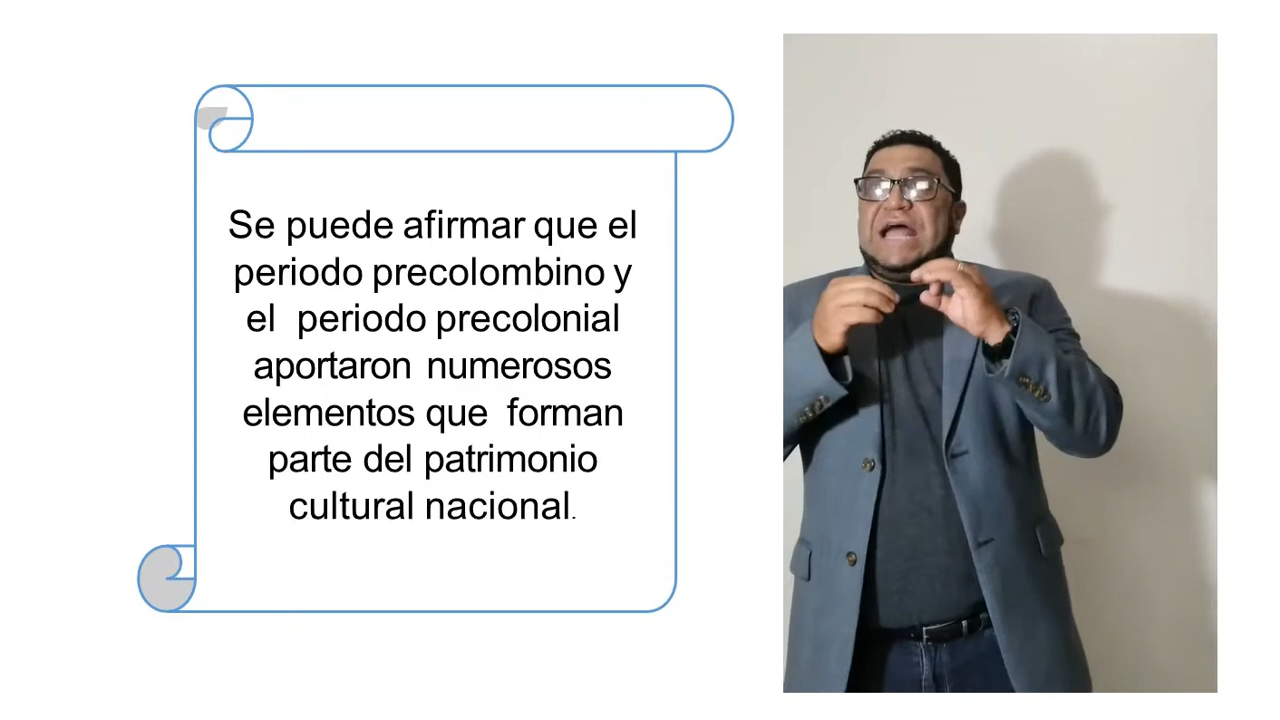 Se puede afirmar que el
periodo precolombino y
el periodo precolonial
aportaron numerosos
elementos que forman
parte del patrimonio
cultural nacional.